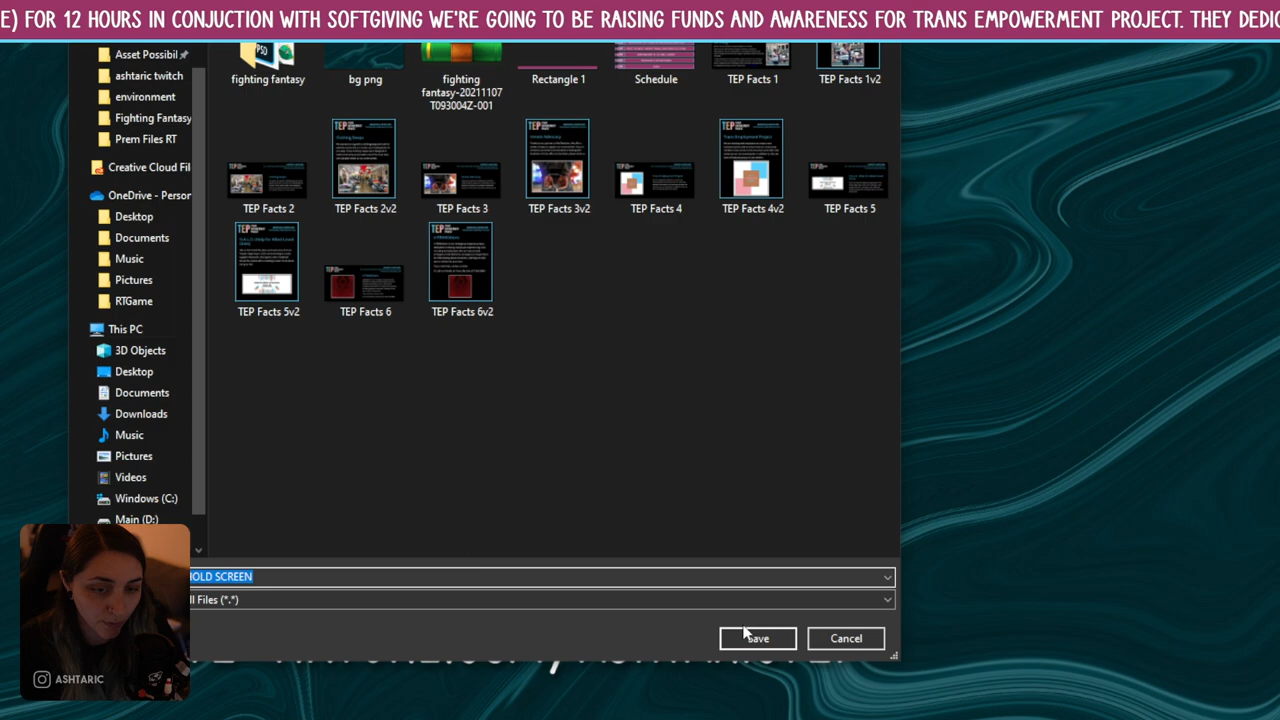 E) FOR 12 HOURS IN CONJUCTION WITH SOFTGIVING WE'RE GOING TO BE RAISING FUNDS AND AWARENESS FOR TRANS EMPOWERMENT PROJECT. THEY DEDIC
Asset Possibil
ashtaric twitch
environment
Fighting Fantasy
Prem Files RT
Creative Cloud Fil
OneDrive - Person
Desktop
Documents
Music
Pictures
RTGame
This PC
3D Objects
Desktop
Documents
Downloads
Music
Pictures
Videos
Windows (C:)
Main (D:)
fighting fantasy
bg png
fighting
fantasy-20211107
T093004Z-001
Rectangle 1
Schedule
TEP Facts 1
TEP Facts 1v2
TEP Facts 2
TEP Facts 2v2
TEP Facts 3
TEP Facts 3v2
TEP Facts 4
TEP Facts 4v2
TEP Facts 5
TEP Facts 5v2
TEP Facts 6
TEP Facts 6v2
HOLD SCREEN
ll Files (*.*)
Save
Cancel
ASHTARIC